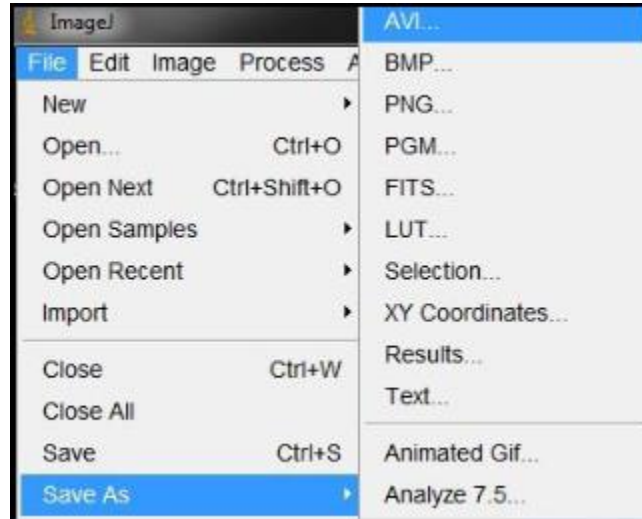 ImageJ
File Edit Image Process A
New
Open... Ctrl+O
Open Next Ctrl+Shift+O
Open Samples
Open Recent
Import
Close Ctrl+W
Close All
Save Ctrl+S
Save As
AVI...
BMP...
PNG...
PGM...
FITS...
LUT...
Selection...
XY Coordinates...
Results...
Text...
Animated Gif...
Analyze 7.5...